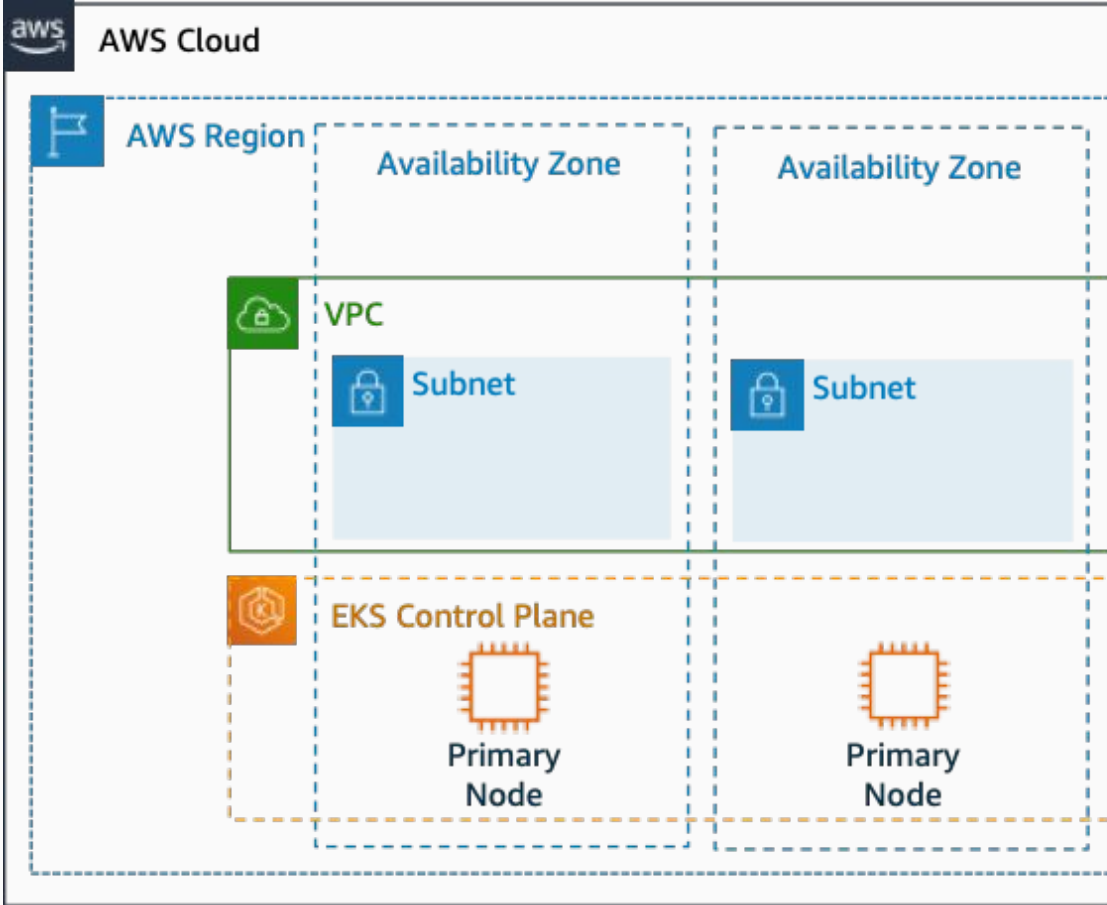 aws
AWS Cloud
AWS Region
Availability Zone
Availability Zone
VPC
Subnet
Subnet
EKS Control Plane
Primary
Node
Primary
Node